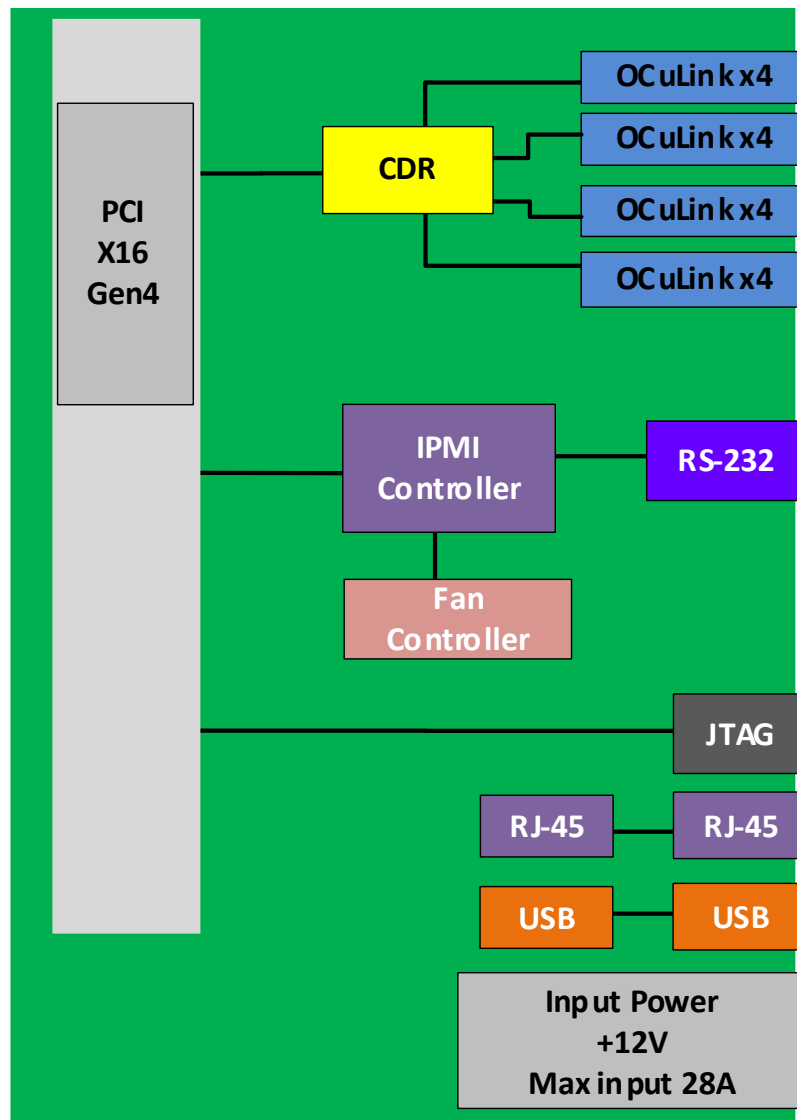 OCuLink x4
OCuLink x4
CDR
OCuLink x4
OCuLink x4
PCI
X16
Gen4
IPMI
Controller
RS-232
Fan
Controller
JTAG
RJ-45
RJ-45
USB
USB
Input Power
+12V
Max input 28A